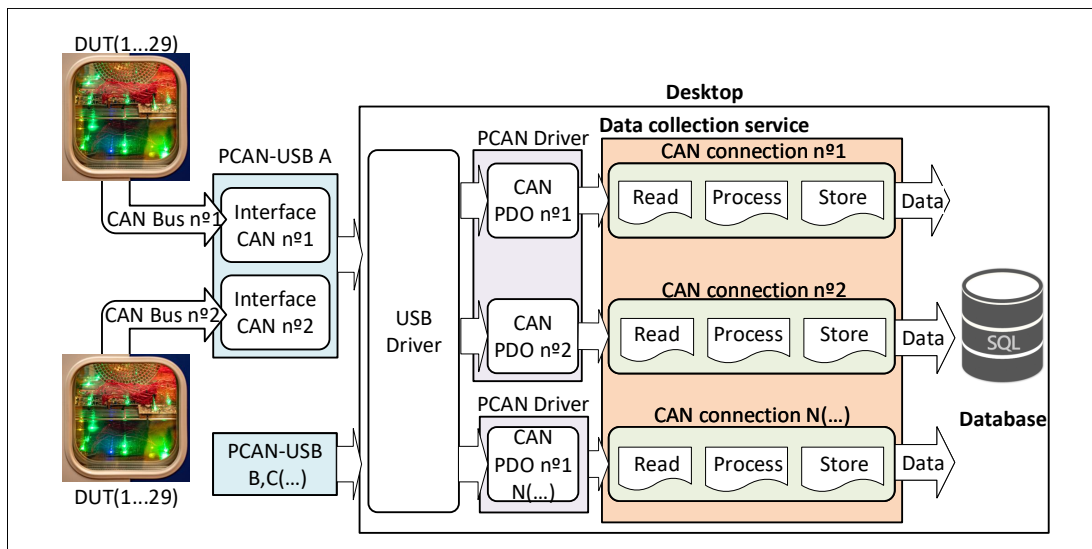 DUT(1...29)
Desktop
Data collection service
PCAN-USB A
PCAN Driver
CAN connection nº1
CAN Bus nº1
Interface
CAN nº1
CAN
PDO nº1
Read
Process
Store
Data
CAN Bus nº2
Interface
CAN nº2
USB
Driver
CAN
PDO nº2
CAN connection nº2
Read
Process
Store
Data
SQL
Database
DUT(1...29)
PCAN-USB
B,C(...)
PCAN Driver
CAN
PDO nº1
N(...)
CAN connection N(...)
Read
Process
Store
Data